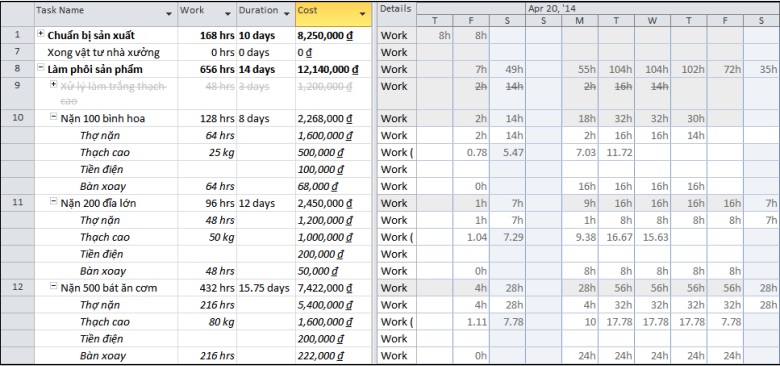 Task Name Work Duration Cost Details Apr 20, '14
T F S S M T W T F S
1 Chuẩn bị sản xuất 168 hrs 10 days 8,250,000 ₫ Work 8h 8h
7 Xong vật tư nhà xưởng 0 hrs 0 days 0 ₫ Work
8 Làm phôi sản phẩm 656 hrs 14 days 12,140,000 ₫ Work 7h 49h 55h 104h 104h 102h 72h 35h
9 Xử lý làm trắng thạch 48 hrs 3 days 1,200,000 ₫ Work 2h 14h 2h 16h 14h
cao
10 Nặn 100 bình hoa 128 hrs 8 days 2,268,000 ₫ Work 2h 14h 18h 32h 32h 30h
Thợ nặn 64 hrs 1,600,000 ₫ Work 2h 14h 2h 16h 16h 14h
Thạch cao 25 kg 500,000 ₫ Work ( 0.78 5.47 7.03 11.72
Tiền điện 100,000 ₫ Work
Bàn xoay 64 hrs 68,000 ₫ Work 0h 16h 16h 16h 16h
11 Nặn 200 đĩa lớn 96 hrs 12 days 2,450,000 ₫ Work 1h 7h 9h 16h 16h 16h 16h 7h
Thợ nặn 48 hrs 1,200,000 ₫ Work 1h 7h 1h 8h 8h 8h 8h 7h
Thạch cao 50 kg 1,000,000 ₫ Work ( 1.04 7.29 9.38 16.67 15.63
Tiền điện 200,000 ₫ Work
Bàn xoay 48 hrs 50,000 ₫ Work 0h 8h 8h 8h 8h 8h
12 Nặn 500 bát ăn cơm 432 hrs 15.75 days 7,422,000 ₫ Work 4h 28h 28h 56h 56h 56h 56h 28h
Thợ nặn 216 hrs 5,400,000 ₫ Work 4h 28h 4h 32h 32h 32h 32h 28h
Thạch cao 80 kg 1,600,000 ₫ Work ( 1.11 7.78 10 17.78 17.78 17.78 7.78
Tiền điện 200,000 ₫ Work
Bàn xoay 216 hrs 222,000 ₫ Work 0h 24h 24h 24h 24h 24h